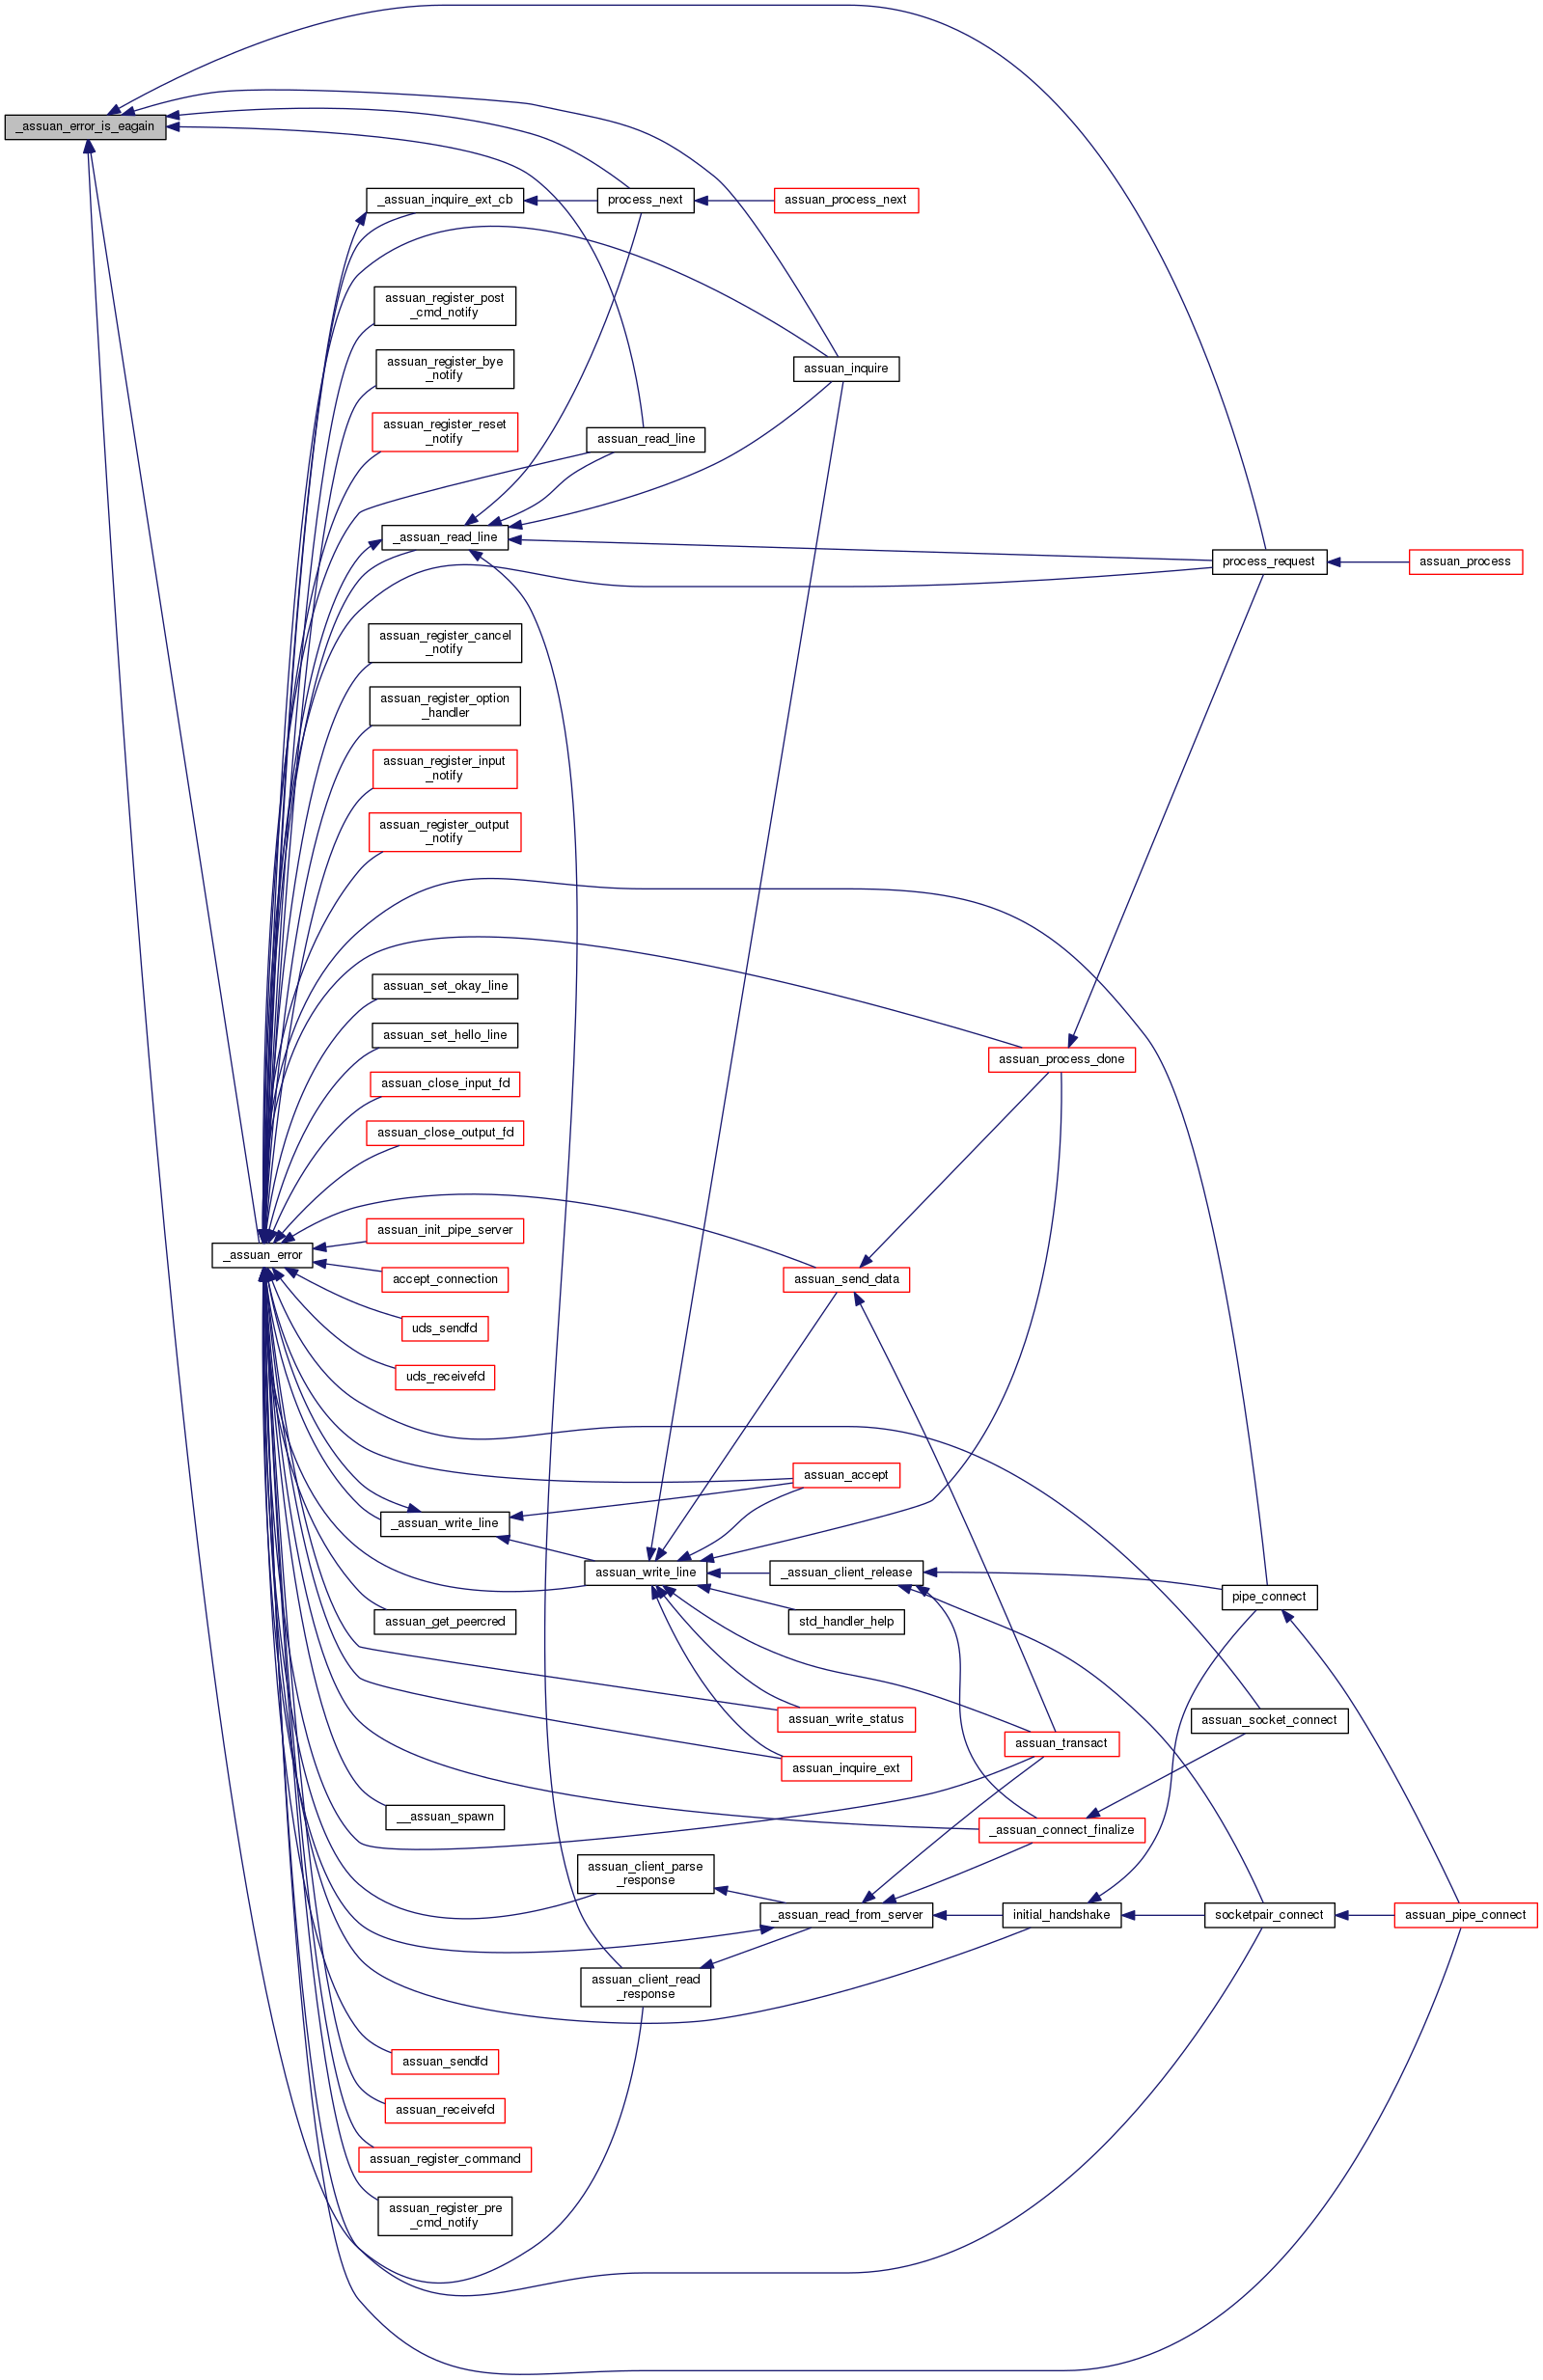 _assuan_error_is_eagain
_assuan_inquire_ext_cb
process_next
assuan_process_next
assuan_register_post
_cmd_notify
assuan_register_bye
_notify
assuan_inquire
assuan_register_reset
_notify
assuan_read_line
_assuan_read_line
process_request
assuan_process
assuan_register_cancel
_notify
assuan_register_option
_handler
assuan_register_input
_notify
assuan_register_output
_notify
assuan_set_okay_line
assuan_set_hello_line
assuan_process_done
assuan_close_input_fd
assuan_close_output_fd
assuan_init_pipe_server
_assuan_error
accept_connection
assuan_send_data
uds_sendfd
uds_receivefd
assuan_accept
_assuan_write_line
assuan_write_line
_assuan_client_release
pipe_connect
assuan_get_peercred
std_handler_help
assuan_write_status
assuan_socket_connect
assuan_transact
assuan_inquire_ext
__assuan_spawn
_assuan_connect_finalize
assuan_client_parse
_response
_assuan_read_from_server
initial_handshake
socketpair_connect
assuan_pipe_connect
assuan_client_read
_response
assuan_sendfd
assuan_receivefd
assuan_register_command
assuan_register_pre
_cmd_notify